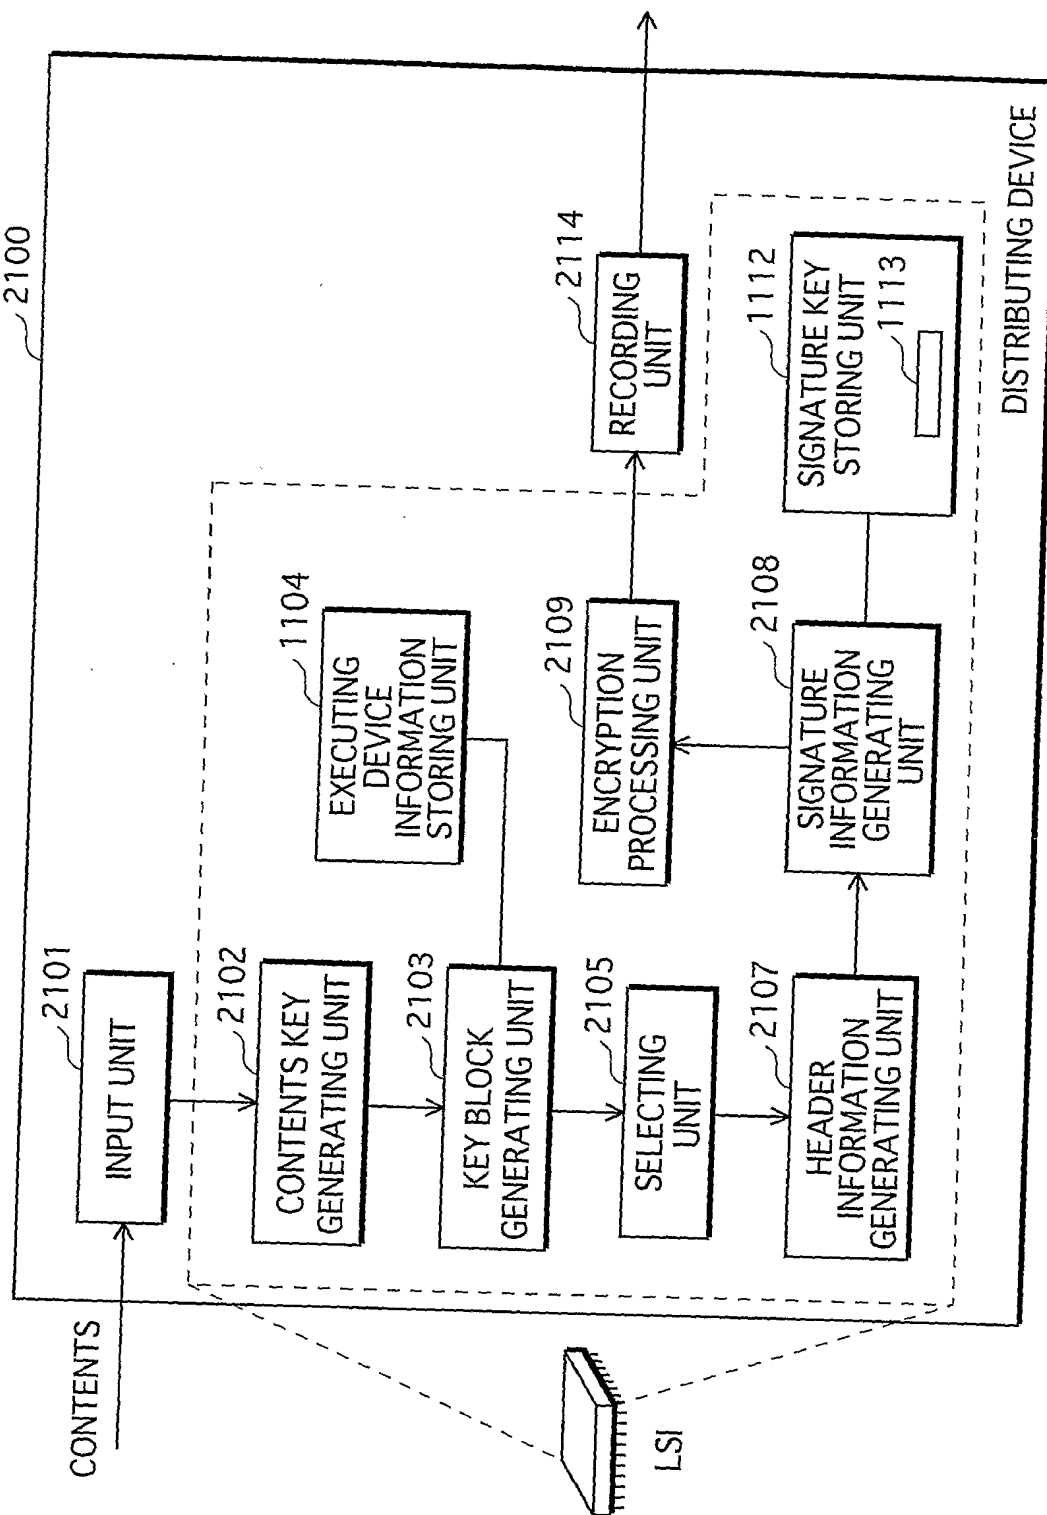 2100
CONTENTS
2101
INPUT UNIT
2102
CONTENTS KEY
GENERATING UNIT
1104
EXECUTING
DEVICE
INFORMATION
STORING UNIT
2103
KEY BLOCK
GENERATING UNIT
2105
SELECTING
UNIT
2109
ENCRYPTION
PROCESSING UNIT
2114
RECORDING
UNIT
2107
HEADER
INFORMATION
GENERATING UNIT
2108
SIGNATURE
INFORMATION
GENERATING
UNIT
1112
SIGNATURE KEY
STORING UNIT
1113
LSI
DISTRIBUTING DEVICE